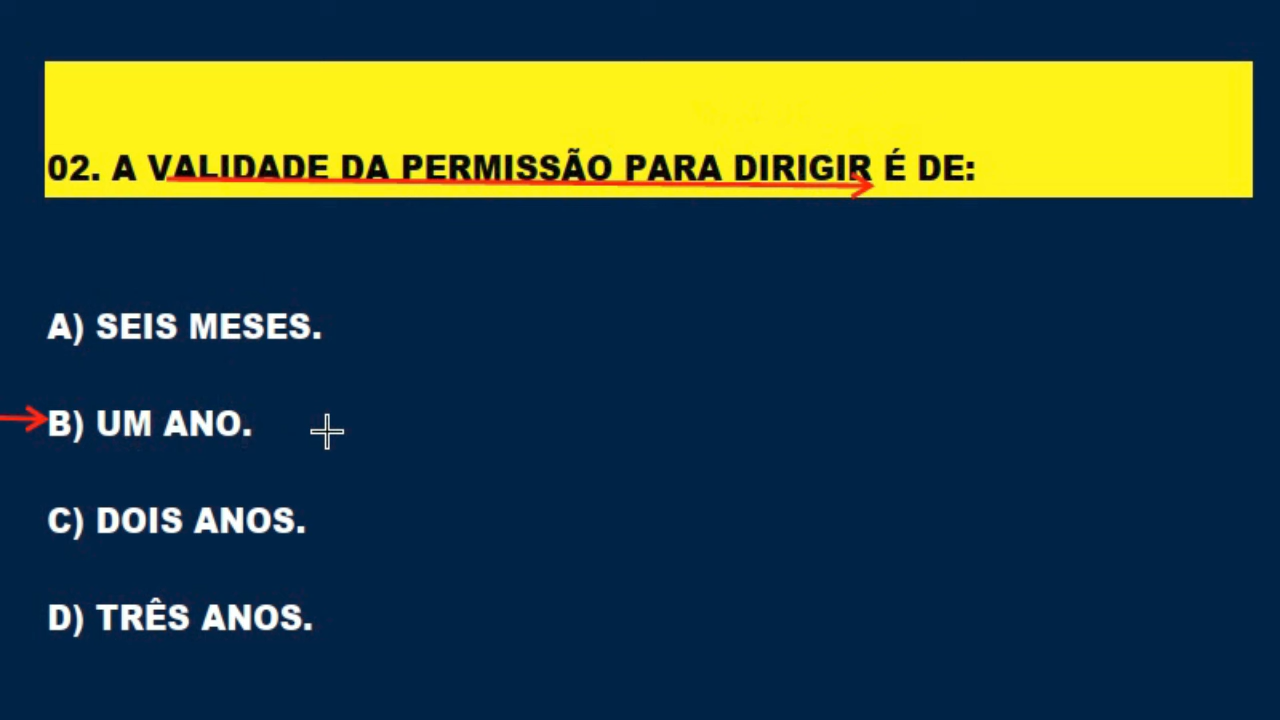 02. A VALIDADE DA PERMISSÃO PARA DIRIGIR É DE:
A) SEIS MESES.
B) UM ANO.
C) DOIS ANOS.
D) TRÊS ANOS.